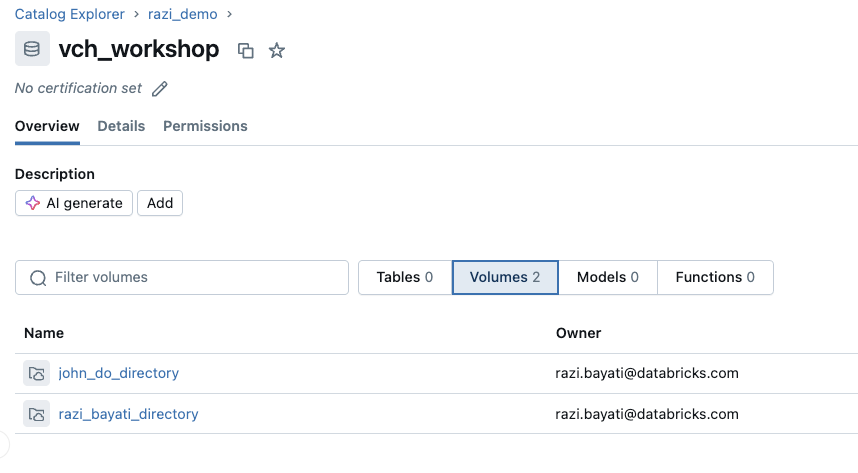 Catalog Explorer > razi_demo >
vch_workshop
No certification set
Overview Details Permissions
Description
AI generate Add
Filter volumes Tables 0 Volumes 2 Models 0 Functions 0
Name Owner
john_do_directory razi.bayati@databricks.com
razi_bayati_directory razi.bayati@databricks.com